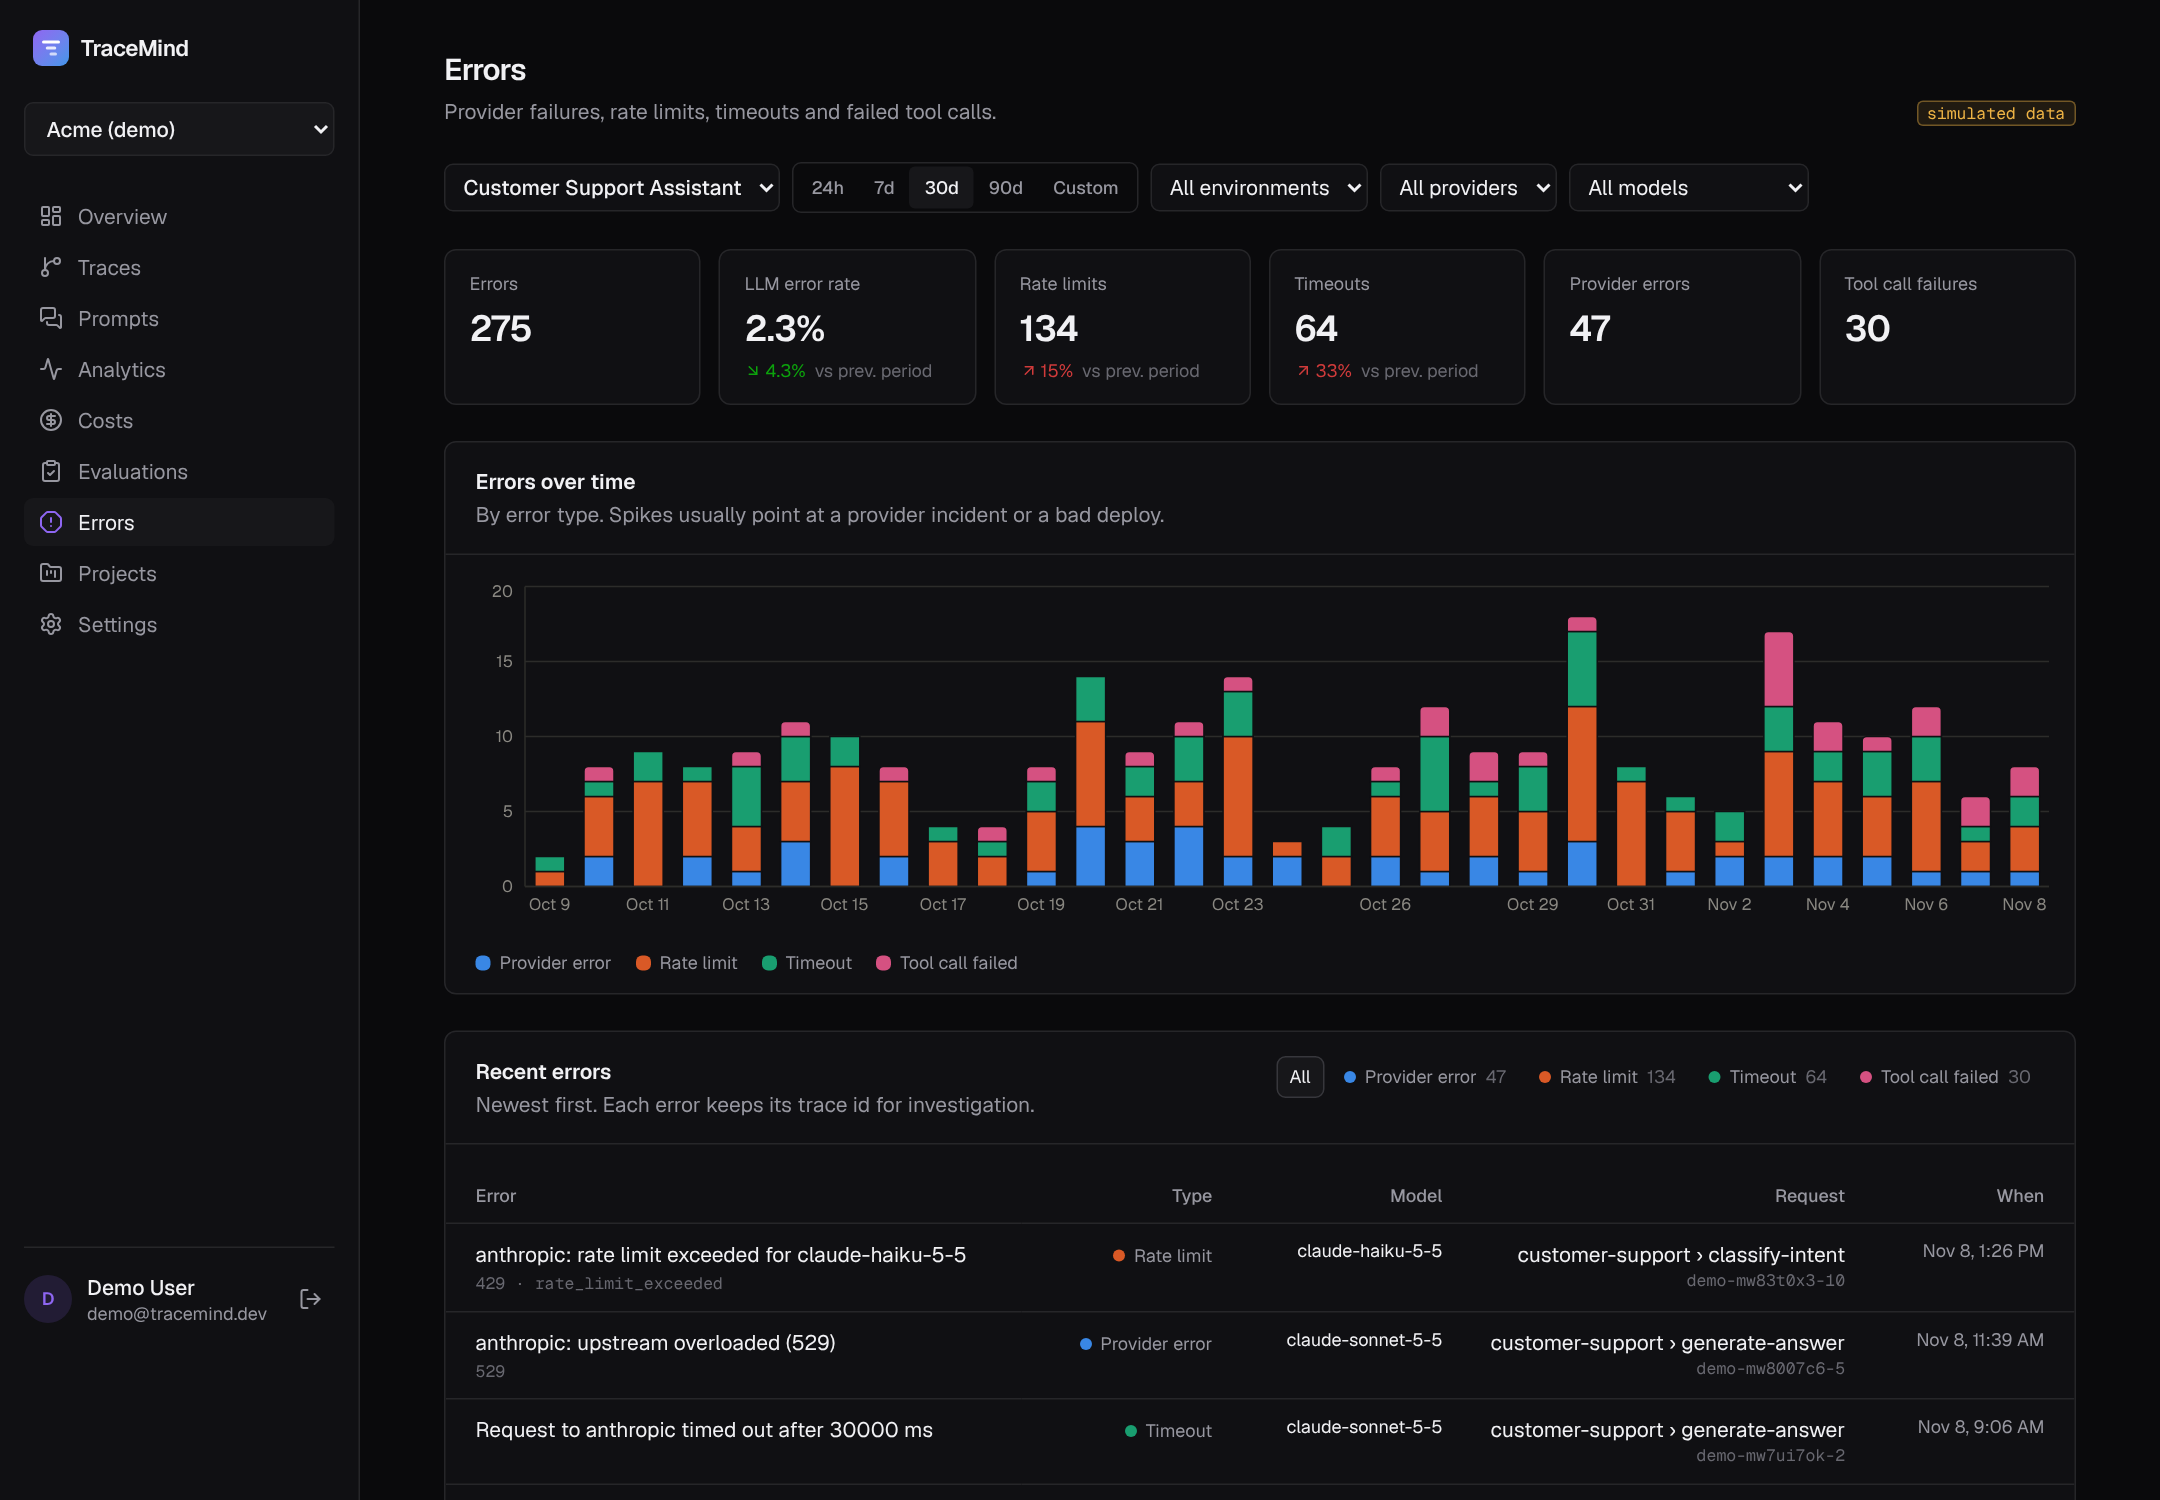 TraceMind
Acme (demo)
Overview
Traces
Prompts
Analytics
Costs
Evaluations
Errors
Projects
Settings
D
Demo User
demo@tracemind.dev
Errors
Provider failures, rate limits, timeouts and failed tool calls.
simulated data
Customer Support Assistant
24h 7d 30d 90d Custom
All environments
All providers
All models
Errors
275
LLM error rate
2.3%
4.3% vs prev. period
Rate limits
134
15% vs prev. period
Timeouts
64
33% vs prev. period
Provider errors
47
Tool call failures
30
Errors over time
By error type. Spikes usually point at a provider incident or a bad deploy.
20
15
10
5
0
Oct 9 Oct 11 Oct 13 Oct 15 Oct 17 Oct 19 Oct 21 Oct 23 Oct 26 Oct 29 Oct 31 Nov 2 Nov 4 Nov 6 Nov 8
Provider error Rate limit Timeout Tool call failed
Recent errors
Newest first. Each error keeps its trace id for investigation.
All Provider error 47 Rate limit 134 Timeout 64 Tool call failed 30
Error Type Model Request When
anthropic: rate limit exceeded for claude-haiku-5-5 Rate limit claude-haiku-5-5 customer-support › classify-intent Nov 8, 1:26 PM
429 · rate_limit_exceeded demo-mw83t0x3-10
anthropic: upstream overloaded (529) Provider error claude-sonnet-5-5 customer-support › generate-answer Nov 8, 11:39 AM
529 demo-mw8007c6-5
Request to anthropic timed out after 30000 ms Timeout claude-sonnet-5-5 customer-support › generate-answer Nov 8, 9:06 AM
demo-mw7ui7ok-2